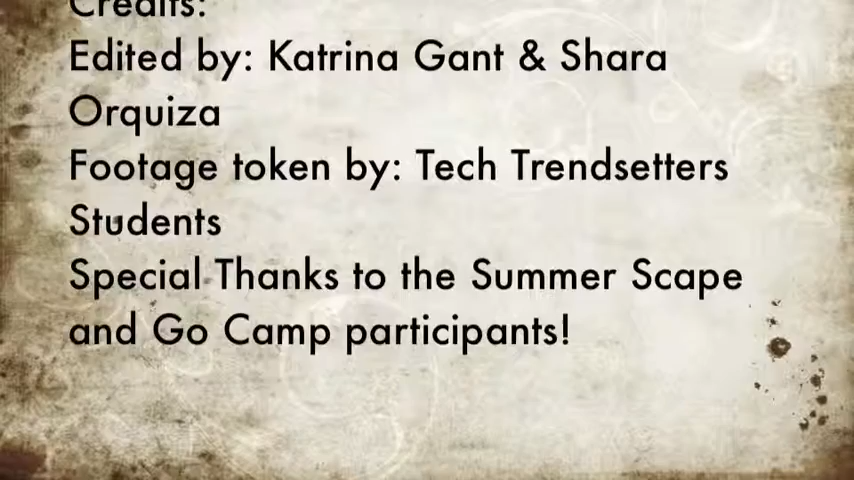 Credits:
Edited by: Katrina Gant & Shara
Orquiza
Footage token by: Tech Trendsetters
Students
Special Thanks to the Summer Scape
and Go Camp participants!